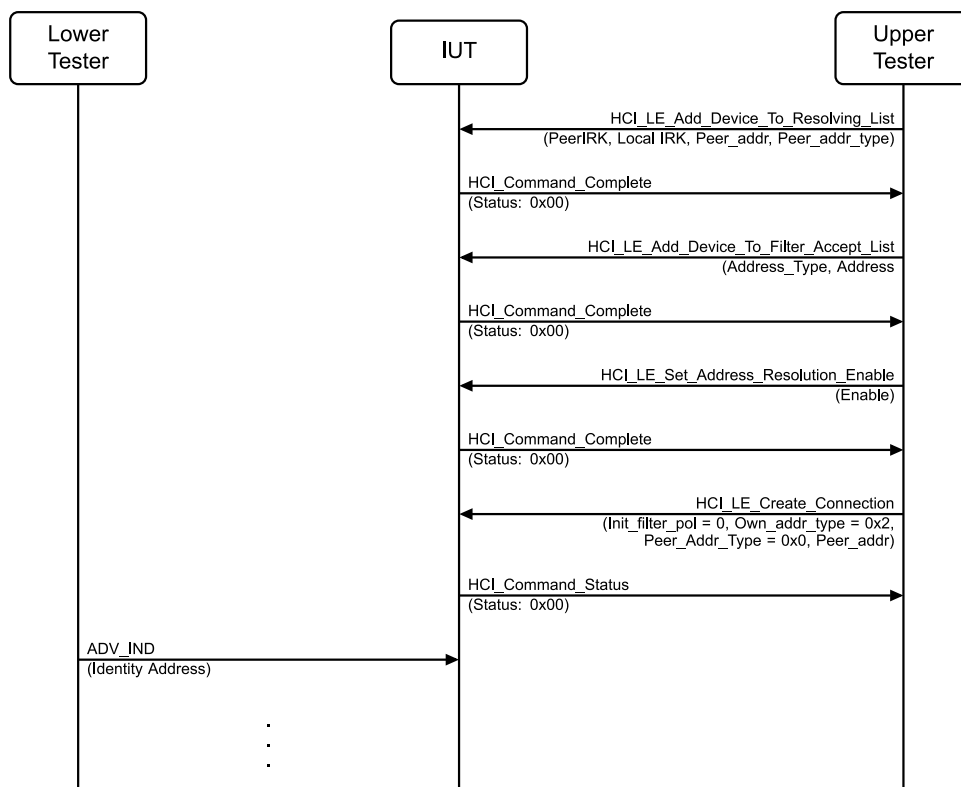 Lower
Tester
IUT
Upper
Tester
HCI_LE_Add_Device_To_Resolving_List
(PeerIRK, Local IRK, Peer_addr, Peer_addr_type)
HCI_Command_Complete
(Status: 0x00)
HCI_LE_Add_Device_To_Filter_Accept_List
(Address_Type, Address
HCI_Command_Complete
(Status: 0x00)
HCI_LE_Set_Address_Resolution_Enable
(Enable)
HCI_Command_Complete
(Status: 0x00)
HCI_LE_Create_Connection
(Init_filter_pol = 0, Own_addr_type = 0x2,
Peer_Addr_Type = 0x0, Peer_addr)
HCI_Command_Status
(Status: 0x00)
ADV_IND
(Identity Address)
.
.
.